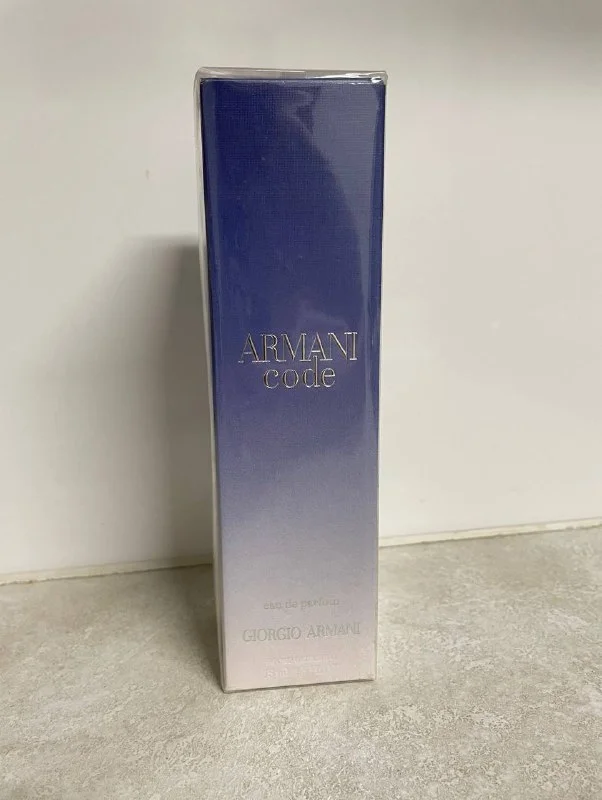 ARMANI
code
eau de parfum
GIORGIO ARMANI